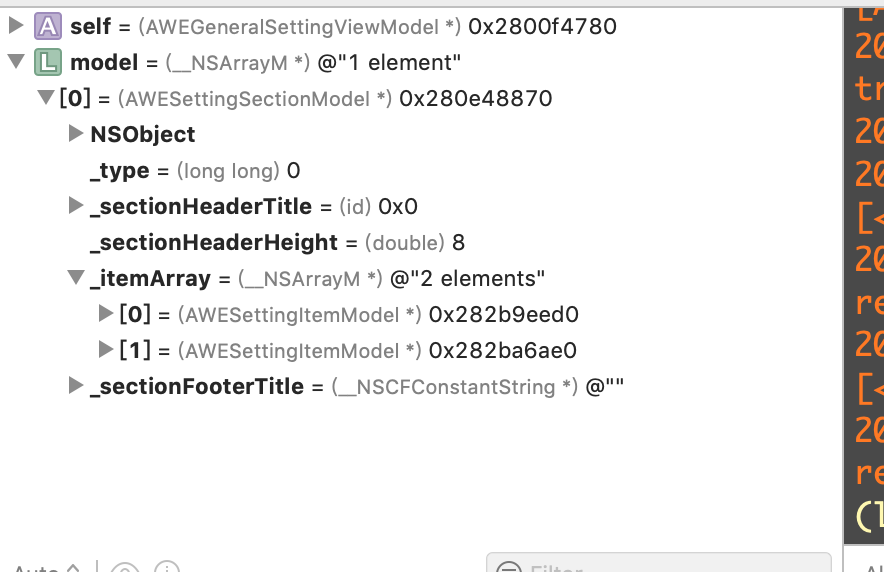 A self = (AWEGeneralSettingViewModel *) 0x2800f4780
L model = (__NSArrayM *) @"1 element"
[0] = (AWESettingSectionModel *) 0x280e48870
NSObject
_type = (long long) 0
_sectionHeaderTitle = (id) 0x0
_sectionHeaderHeight = (double) 8
_itemArray = (__NSArrayM *) @"2 elements"
[0] = (AWESettingItemModel *) 0x282b9eed0
[1] = (AWESettingItemModel *) 0x282ba6ae0
_sectionFooterTitle = (__NSCFConstantString *) @""
Auto
Filter
20
tr
20
20
[<
20
re
20
[<
20
re
(l